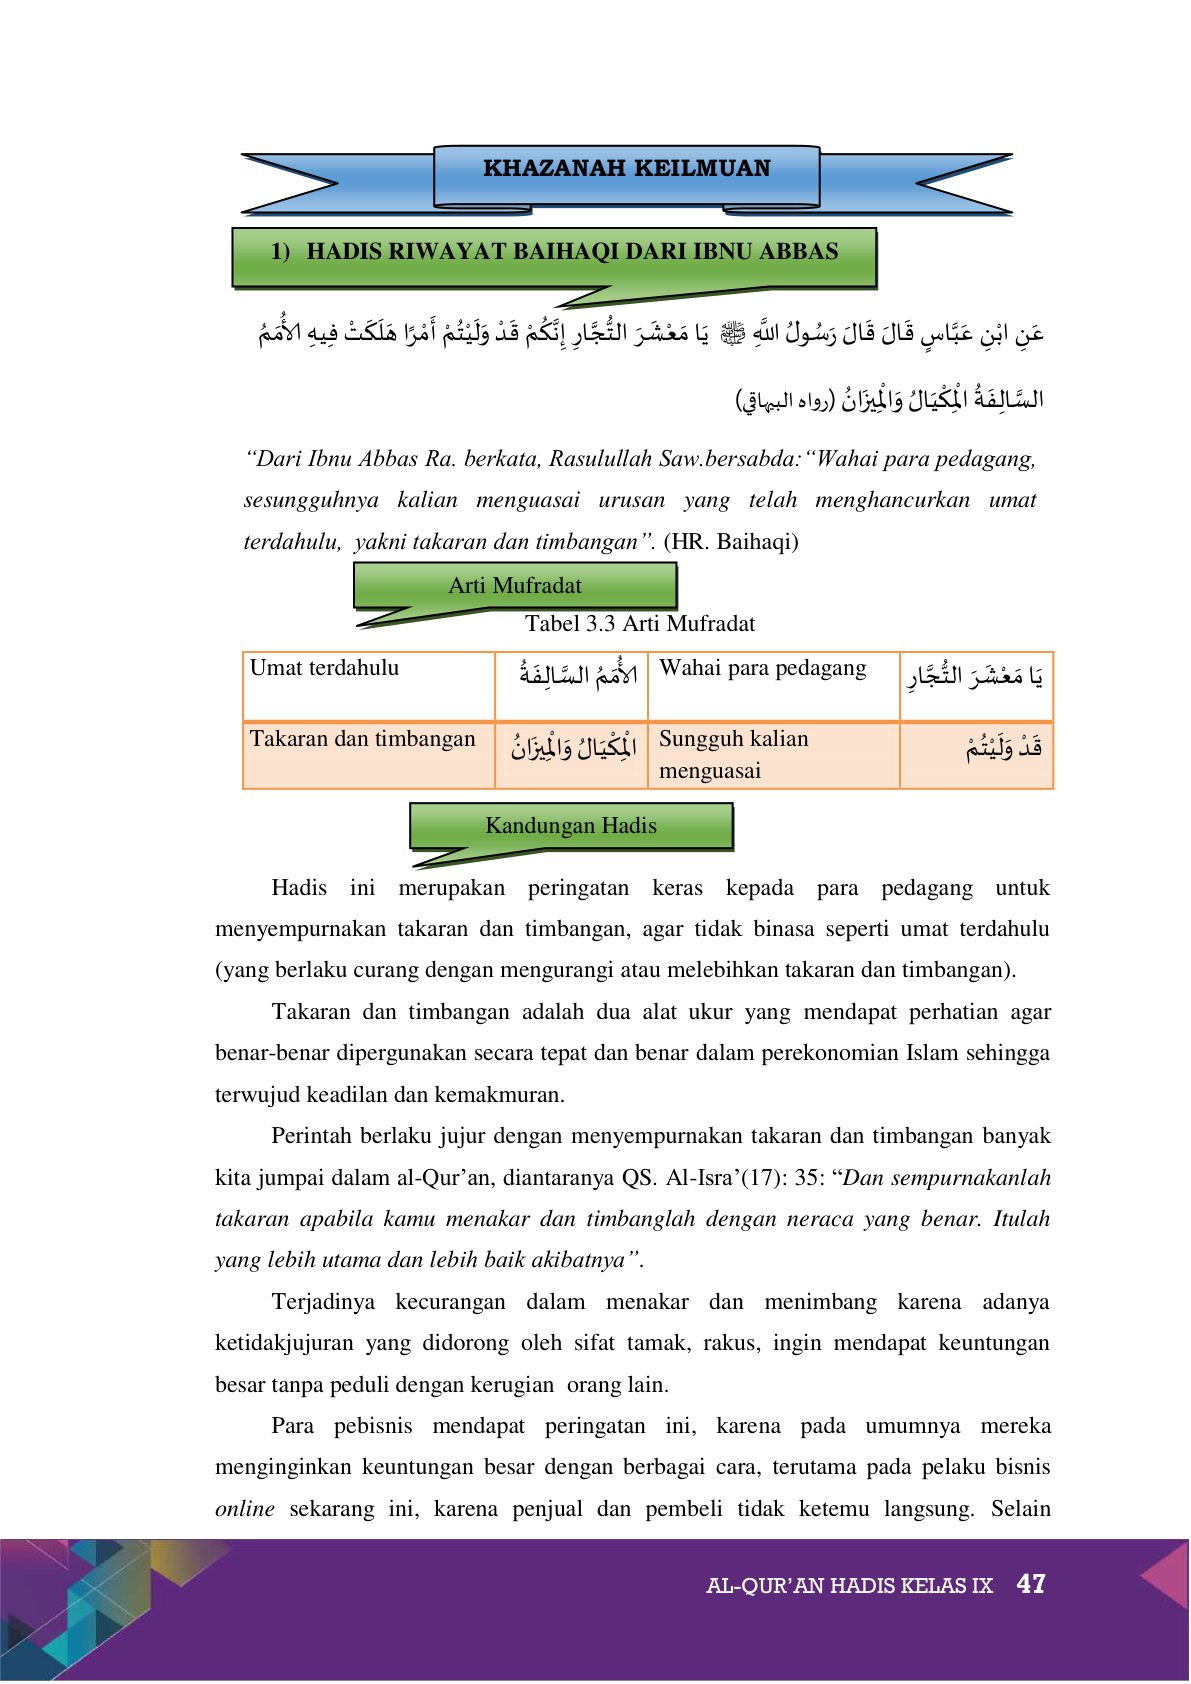 KHAZANAH KEILMUAN
1) HADIS RIWAYAT BAIHAQI DARI IBNU ABBAS
عَنِ ابْنِ عَبَّاسٍ قَالَ قَالَ رَسُولُ اللَّهِ ﷺ يَا مَعْشَرَ التُّجَّارِ إِنَّكُمْ قَدْ وَلَيْتُمْ أَمْرًا هَلَكَتْ فِيهِ الأُمَمُ
السَّالِفَةُ الْمِكْيَالُ وَالْمِيْزَانُ (رواه البيهاقي)
“Dari Ibnu Abbas Ra. berkata, Rasulullah Saw.bersabda:“Wahai para pedagang,
sesungguhnya kalian menguasai urusan yang telah menghancurkan umat
terdahulu, yakni takaran dan timbangan”. (HR. Baihaqi)
Arti Mufradat
Tabel 3.3 Arti Mufradat
Umat terdahulu الأُمَمُ السَّالِفَةُ Wahai para pedagang يَا مَعْشَرَ التُّجَّارِ
Takaran dan timbangan الْمِكْيَالُ وَالْمِيْزَانُ Sungguh kalian قَدْ وَلَيْتُمْ
menguasai
Kandungan Hadis
Hadis ini merupakan peringatan keras kepada para pedagang untuk
menyempurnakan takaran dan timbangan, agar tidak binasa seperti umat terdahulu
(yang berlaku curang dengan mengurangi atau melebihkan takaran dan timbangan).
Takaran dan timbangan adalah dua alat ukur yang mendapat perhatian agar
benar-benar dipergunakan secara tepat dan benar dalam perekonomian Islam sehingga
terwujud keadilan dan kemakmuran.
Perintah berlaku jujur dengan menyempurnakan takaran dan timbangan banyak
kita jumpai dalam al-Qur’an, diantaranya QS. Al-Isra’(17): 35: “Dan sempurnakanlah
takaran apabila kamu menakar dan timbanglah dengan neraca yang benar. Itulah
yang lebih utama dan lebih baik akibatnya”.
Terjadinya kecurangan dalam menakar dan menimbang karena adanya
ketidakjujuran yang didorong oleh sifat tamak, rakus, ingin mendapat keuntungan
besar tanpa peduli dengan kerugian orang lain.
Para pebisnis mendapat peringatan ini, karena pada umumnya mereka
menginginkan keuntungan besar dengan berbagai cara, terutama pada pelaku bisnis
online sekarang ini, karena penjual dan pembeli tidak ketemu langsung. Selain
AL-QUR’AN HADIS KELAS IX 47